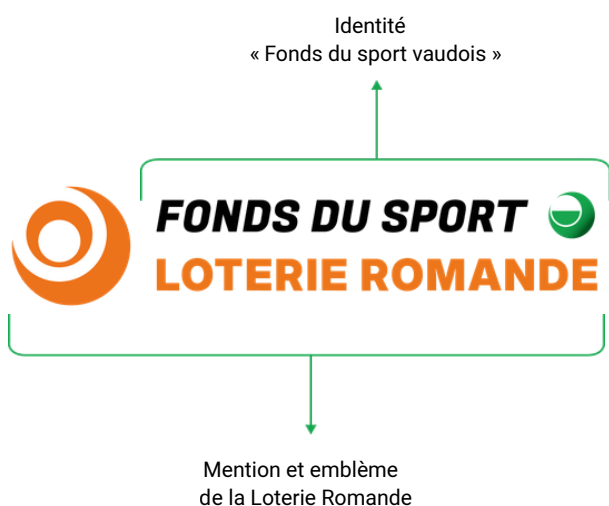 Identité
« Fonds du sport vaudois »
FONDS DU SPORT
LOTERIE ROMANDE
Mention et emblème
de la Loterie Romande